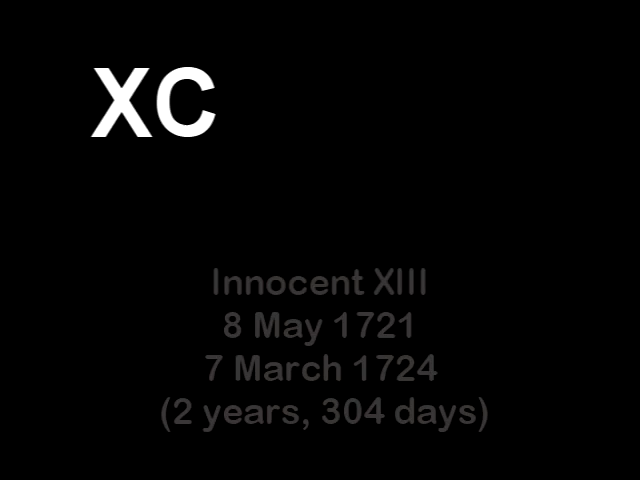 XC
Innocent XIII
8 May 1721
7 March 1724
(2 years, 304 days)